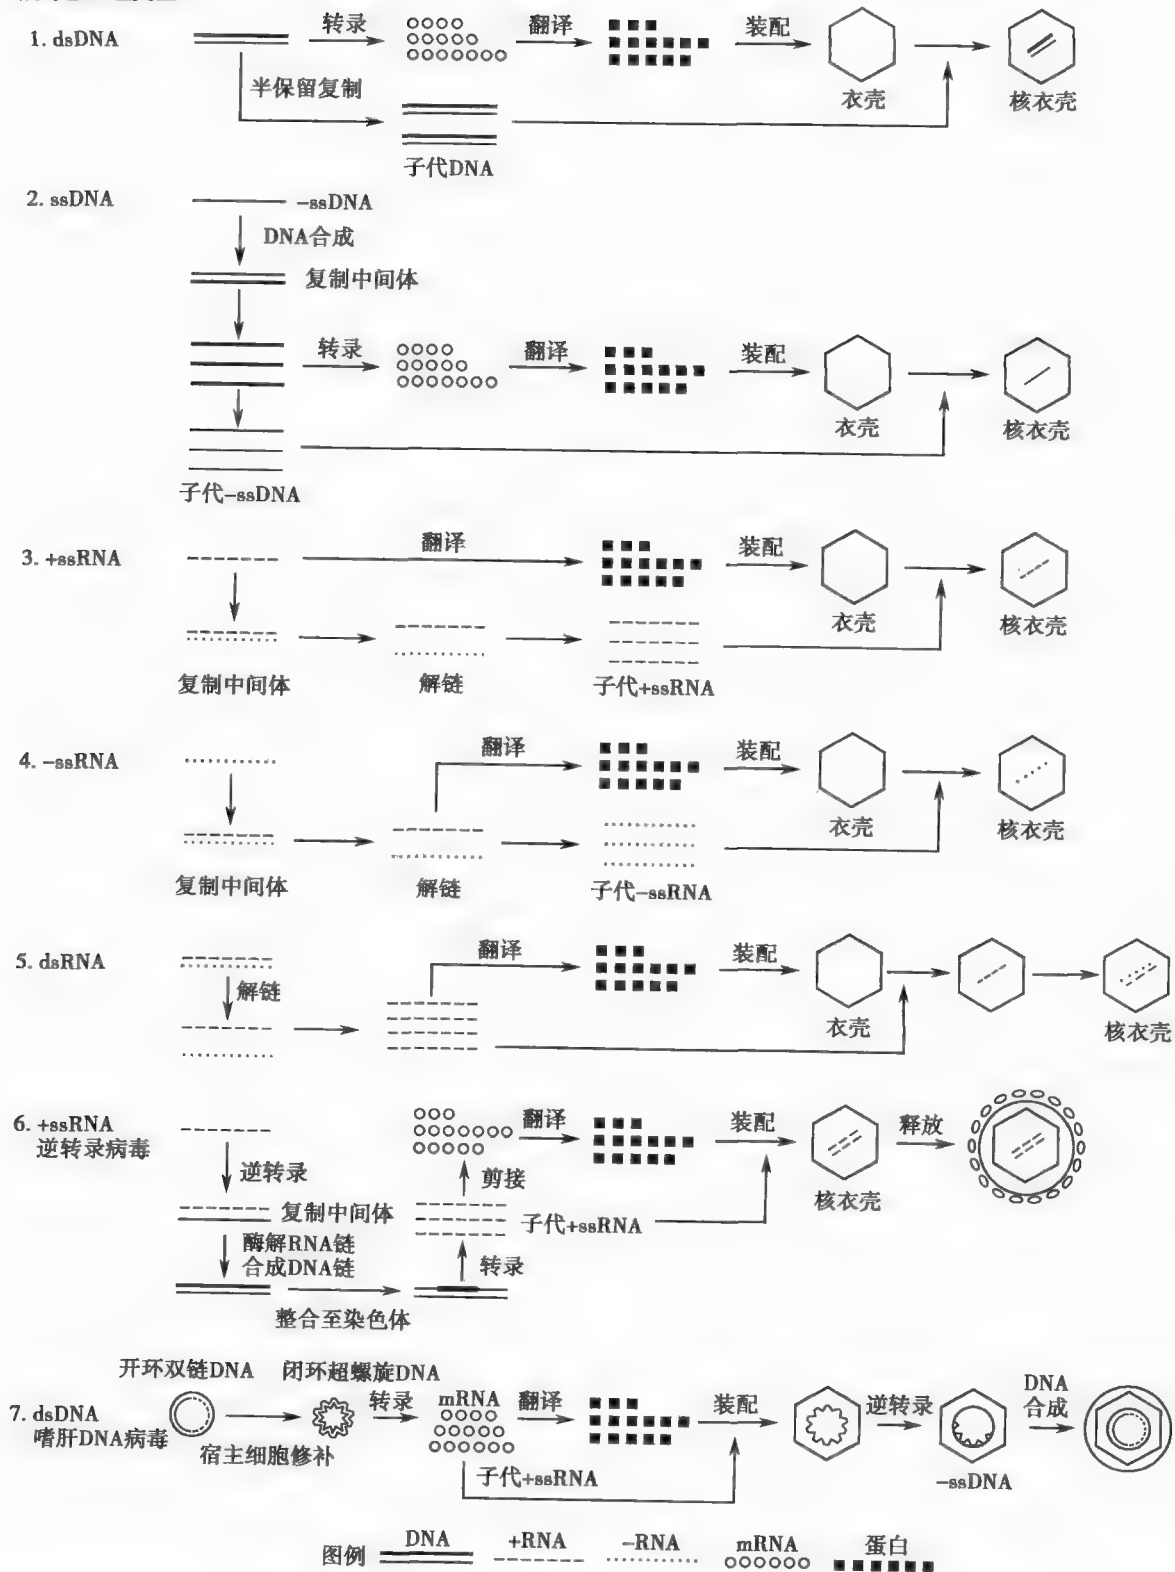 1. dsDNA
转录
翻译
装配
半保留复制
衣壳
核衣壳
子代DNA
2. ssDNA
-ssDNA
DNA合成
复制中间体
转录
翻译
装配
衣壳
核衣壳
子代-ssDNA
3. +ssRNA
翻译
装配
衣壳
核衣壳
复制中间体
解链
子代+ssRNA
4. -ssRNA
翻译
装配
衣壳
核衣壳
复制中间体
解链
子代-ssRNA
5. dsRNA
翻译
装配
解链
衣壳
核衣壳
6. +ssRNA
逆转录病毒
翻译
装配
释放
逆转录
剪接
核衣壳
复制中间体
子代+ssRNA
酶解RNA链
合成DNA链
转录
整合至染色体
开环双链DNA
闭环超螺旋DNA
7. dsDNA
嗜肝DNA病毒
转录
mRNA
翻译
装配
逆转录
DNA
合成
宿主细胞修补
子代+ssRNA
-ssDNA
图例
DNA
+RNA
-RNA
mRNA
蛋白